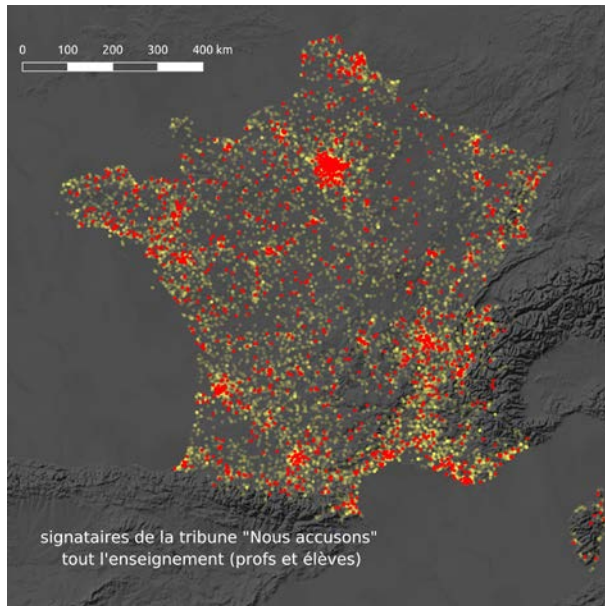 0 100 200 300 400 km
signataires de la tribune "Nous accusons"
tout l'enseignement (profs et élèves)